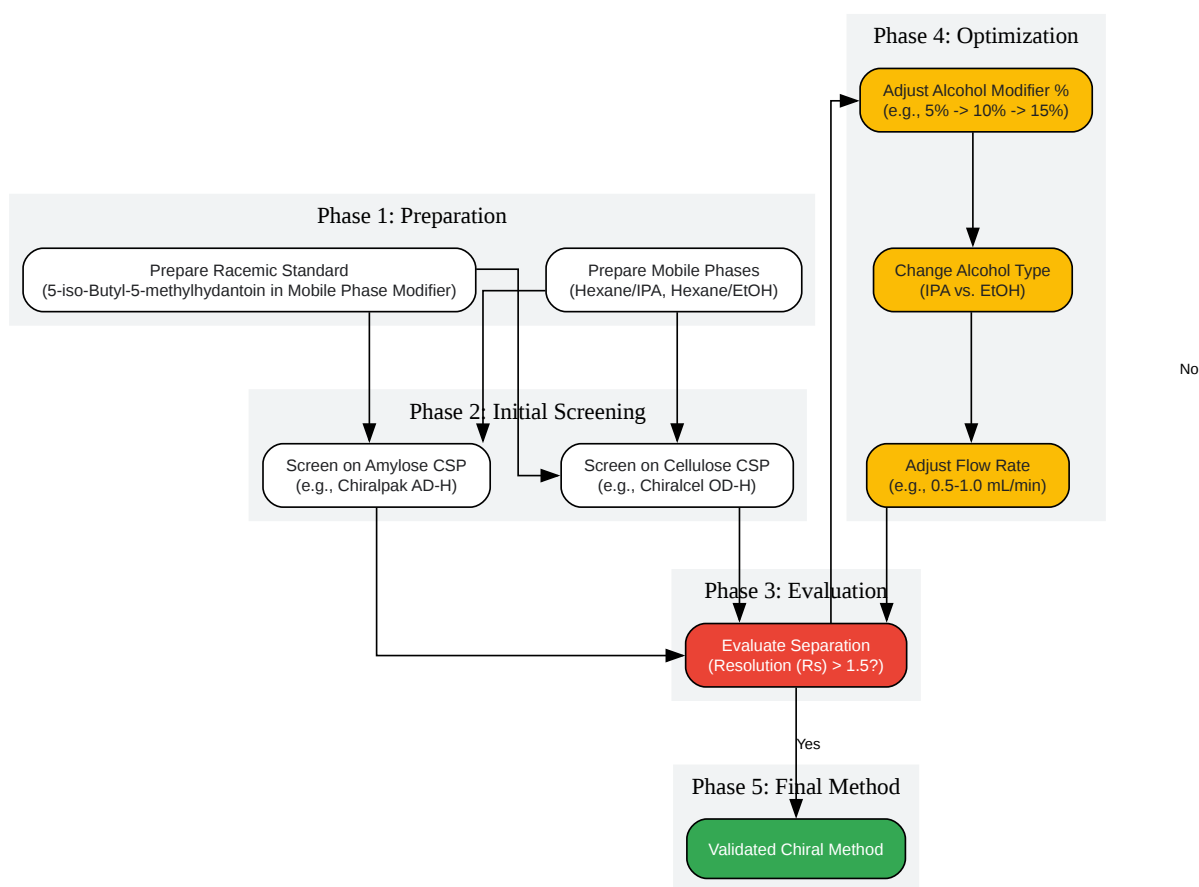 Phase 1: Preparation
Prepare Racemic Standard
(5-iso-Butyl-5-methylhydantoin in Mobile Phase Modifier)
Prepare Mobile Phases
(Hexane/IPA, Hexane/EtOH)
Phase 2: Initial Screening
Screen on Amylose CSP
(e.g., Chiralpak AD-H)
Screen on Cellulose CSP
(e.g., Chiralcel OD-H)
Phase 3: Evaluation
Evaluate Separation
(Resolution (Rs) > 1.5?)
Phase 4: Optimization
Adjust Alcohol Modifier %
(e.g., 5% -> 10% -> 15%)
Change Alcohol Type
(IPA vs. EtOH)
Adjust Flow Rate
(e.g., 0.5-1.0 mL/min)
No
Yes
Phase 5: Final Method
Validated Chiral Method